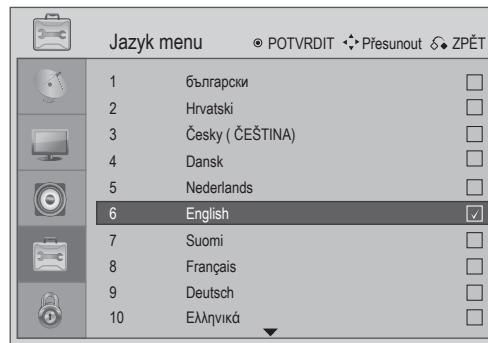 Jazyk menu POTVRDIT Přesunout ZPĚT
1 български
2 Hrvatski
3 Česky ( ČEŠTINA)
4 Dansk
5 Nederlands
6 English
7 Suomi
8 Français
9 Deutsch
10 Ελληνικά